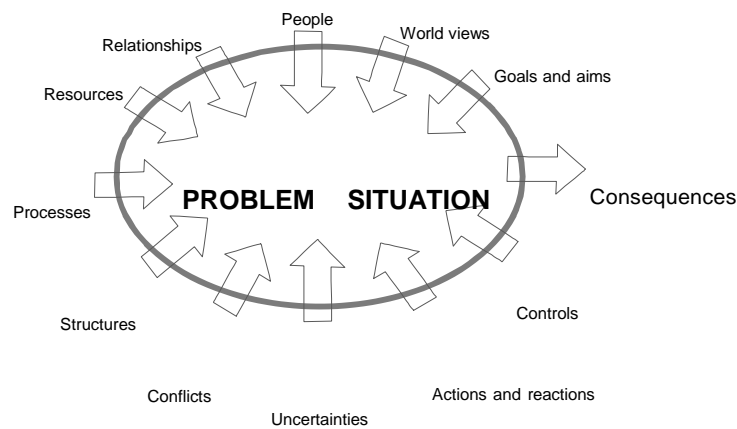 People
Relationships
World views
Goals and aims
Resources
PROBLEM SITUATION
Consequences
Processes
Controls
Structures
Conflicts
Actions and reactions
Uncertainties